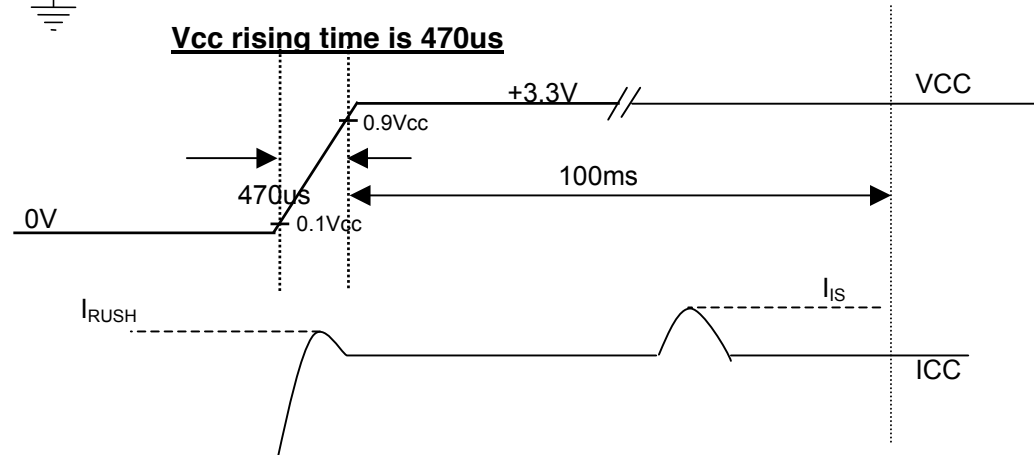 Vcc rising time is 470us
VCC
+3.3V
0.9Vcc
470us
100ms
0V
0.1Vcc
IRUSH
IIS
ICC